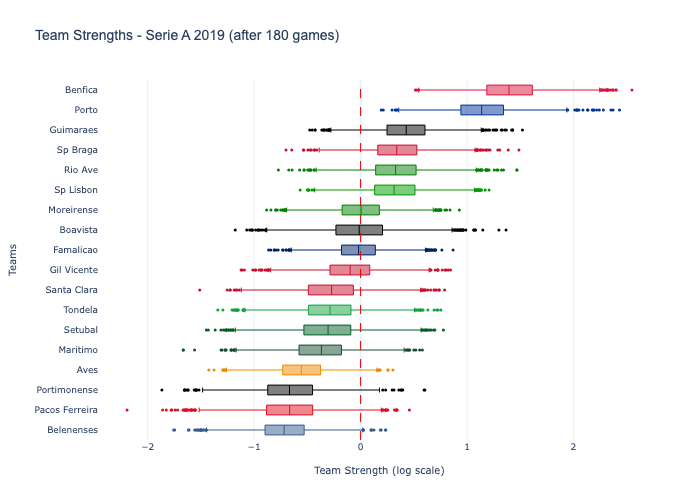 Team Strengths - Serie A 2019 (after 180 games)
Benfica
Porto
Guimaraes
Sp Braga
Rio Ave
Sp Lisbon
Moreirense
Boavista
Famalicao
Gil Vicente
Santa Clara
Tondela
Setubal
Maritimo
Aves
Portimonense
Pacos Ferreira
Belenenses
Teams
−2 −1 0 1 2
Team Strength (log scale)